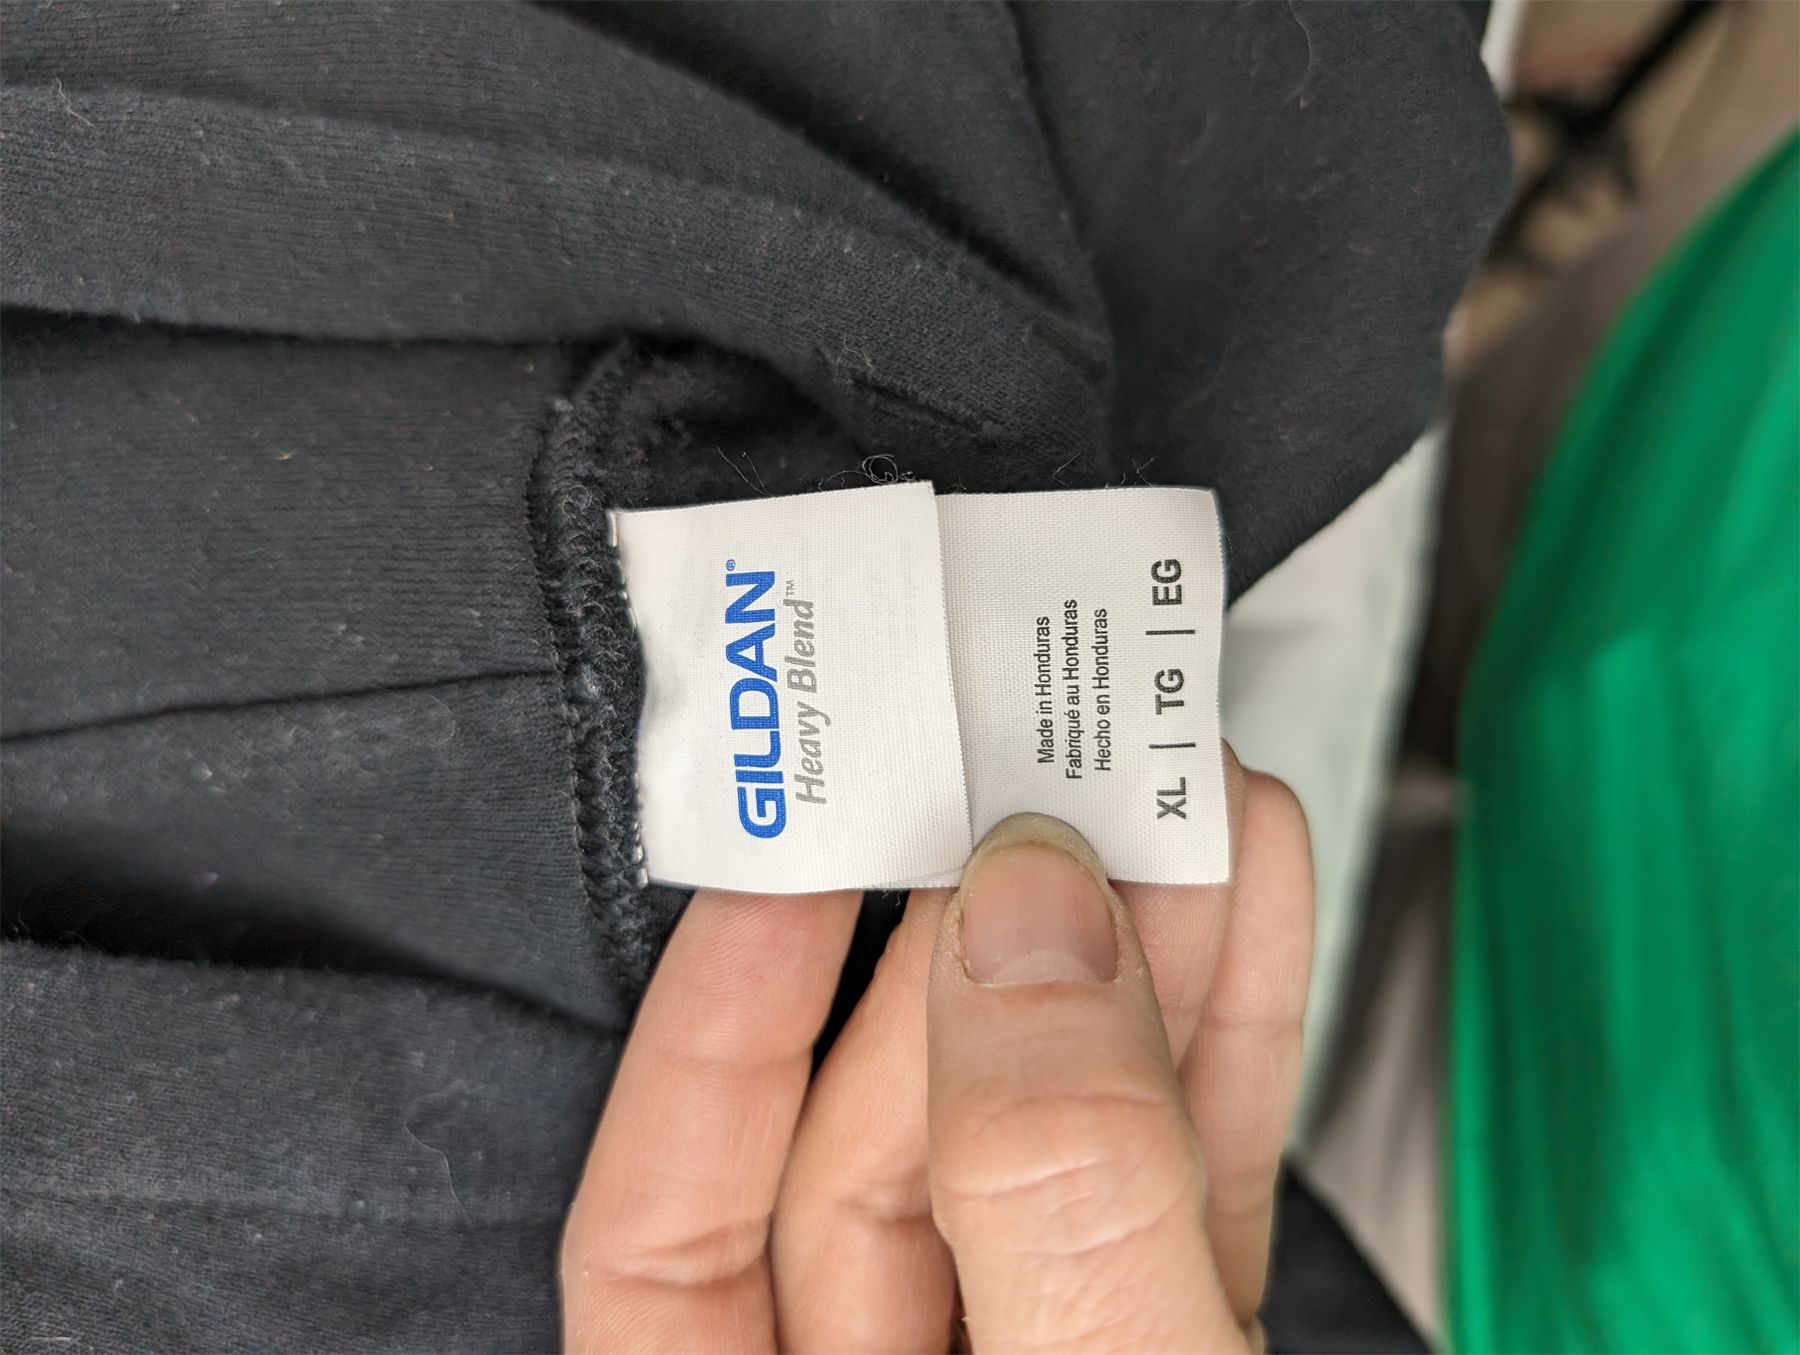 GILDAN®
Heavy Blend™
Made in Honduras
Fabriqué au Honduras
Hecho en Honduras
XL | TG | EG